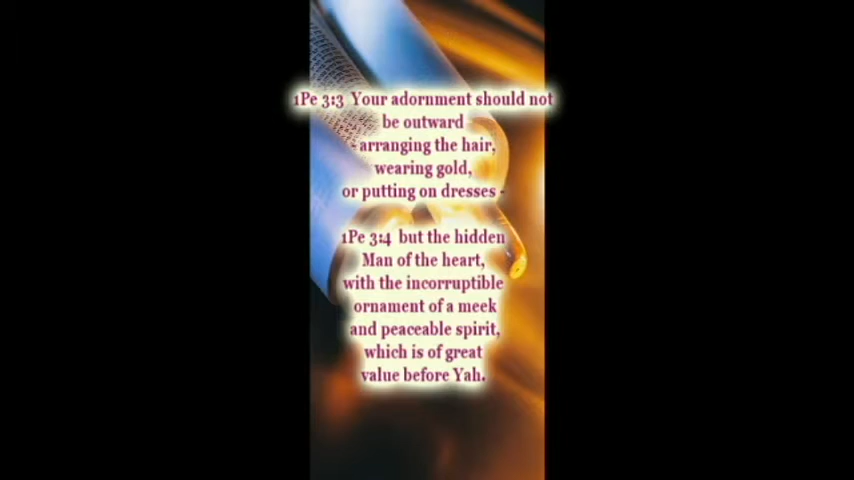 1Pe 3:3 Your adornment should not
be outward
- arranging the hair,
wearing gold,
or putting on dresses -
1Pe 3:4 but the hidden
Man of the heart,
with the incorruptible
ornament of a meek
and peaceable spirit,
which is of great
value before Yah.